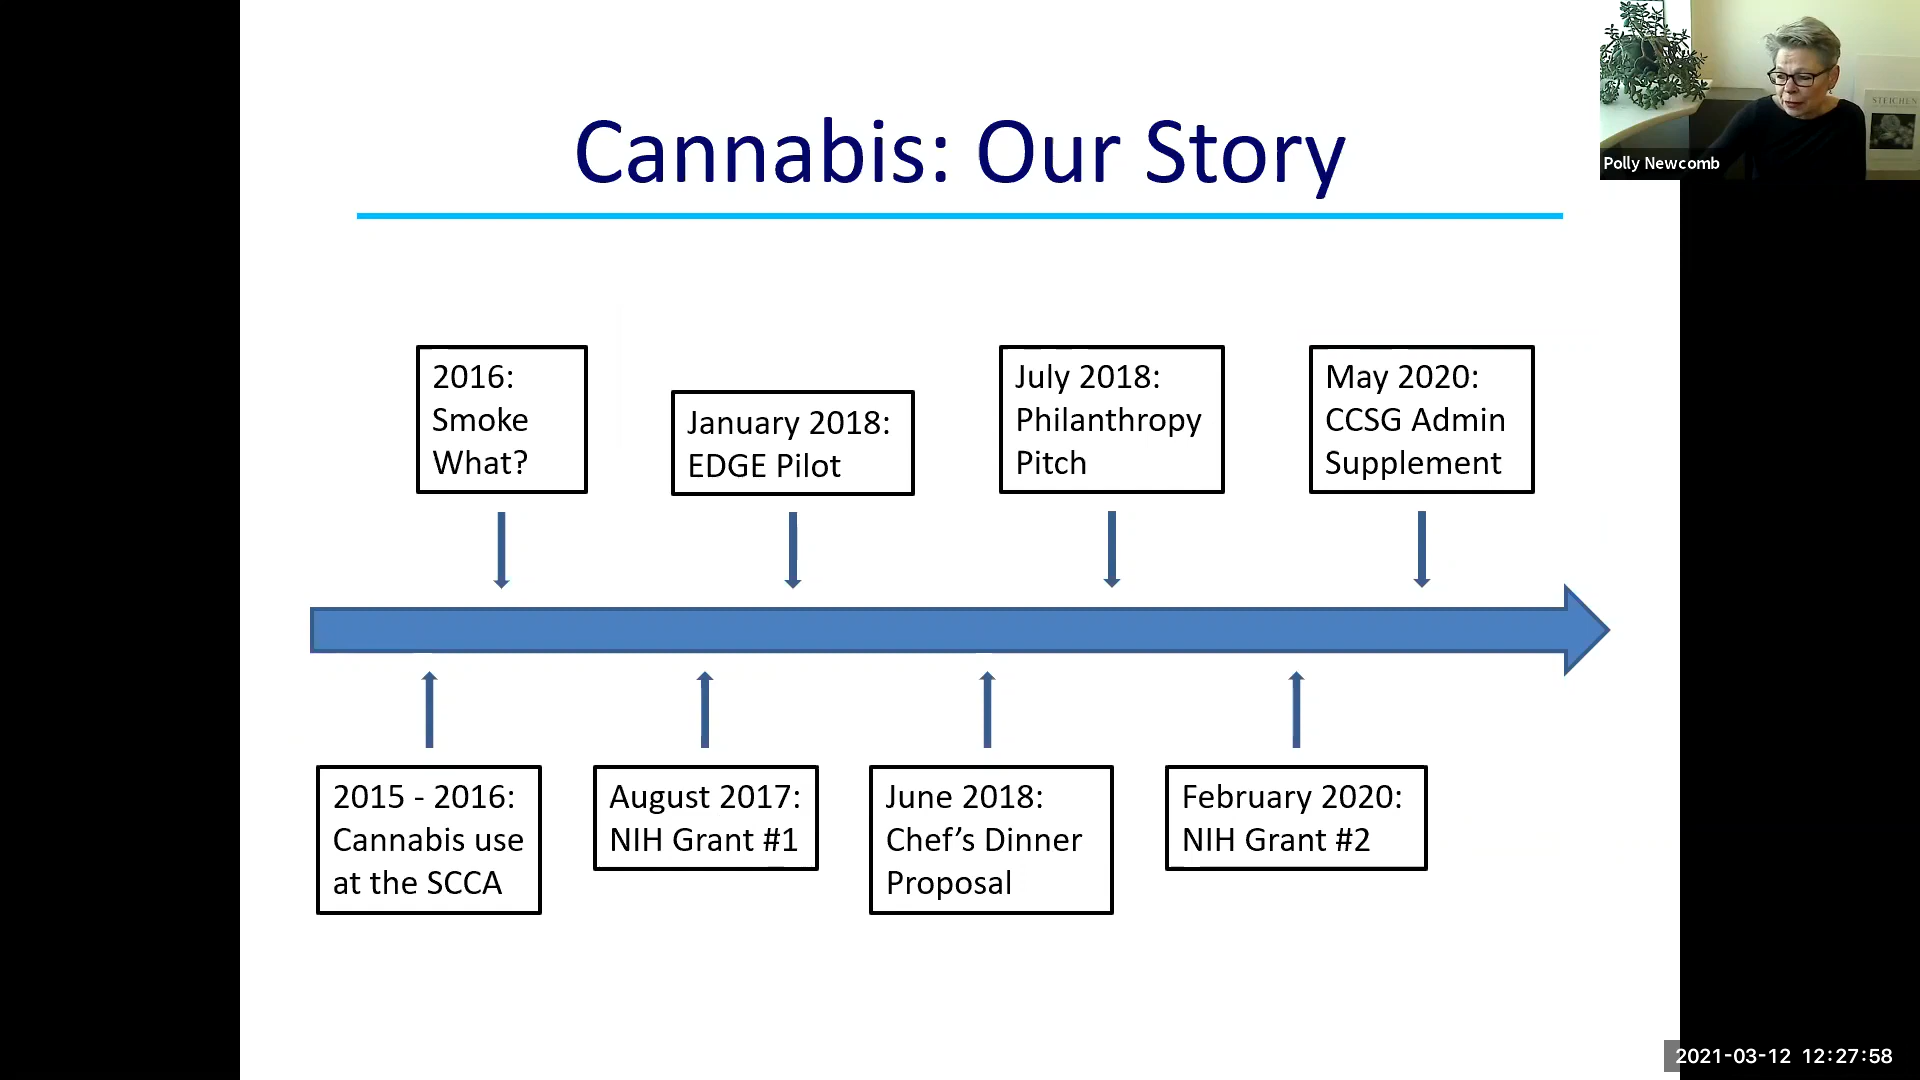 Cannabis: Our Story
STEICHEN
Polly Newcomb
2016:
Smoke
What?
January 2018:
EDGE Pilot
July 2018:
Philanthropy
Pitch
May 2020:
CCSG Admin
Supplement
2015 - 2016:
Cannabis use
at the SCCA
August 2017:
NIH Grant #1
June 2018:
Chef’s Dinner
Proposal
February 2020:
NIH Grant #2
2021-03-12 12:27:58